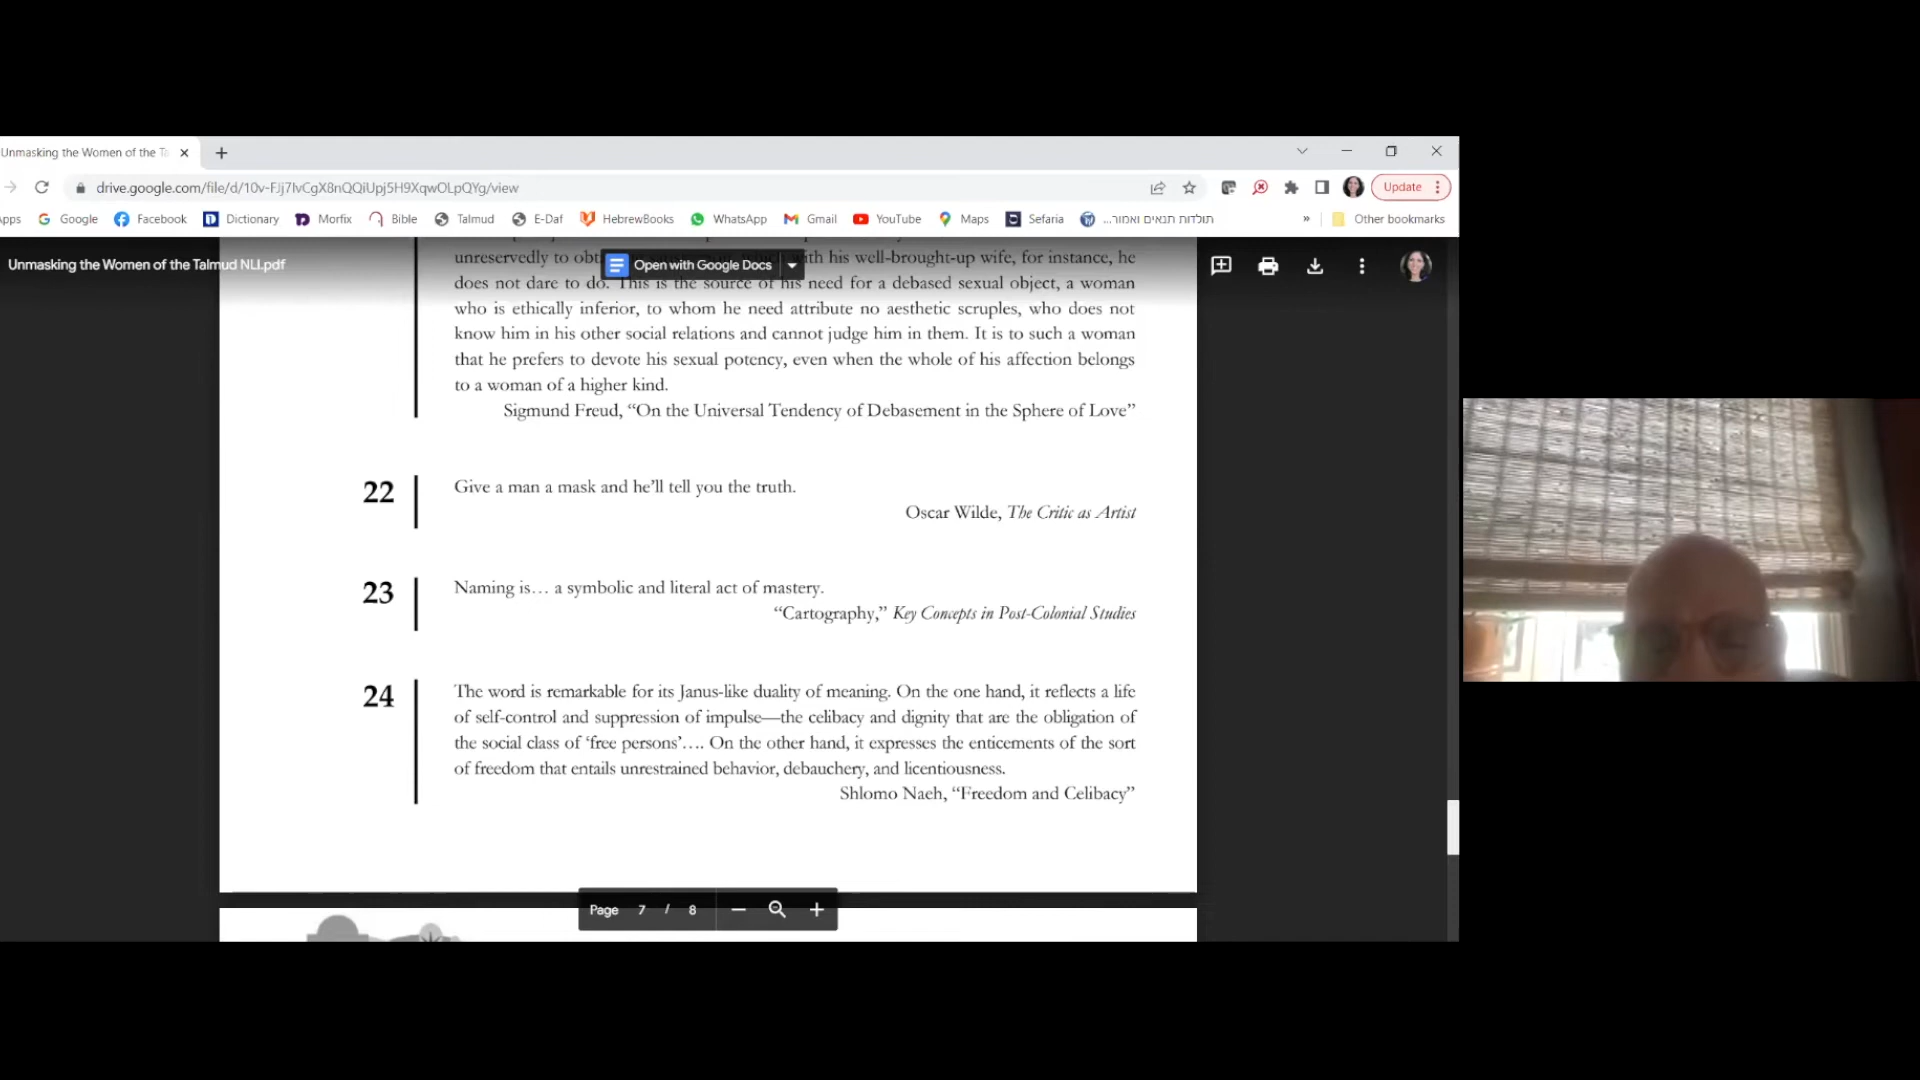 Unmasking the Women of the Ta
drive.google.com/file/d/10v-FJj7IvCgX8nQQiUpj5H9XqwOLpQYg/view
Update
pps Google Facebook Dictionary Morfix Bible Talmud E-Daf HebrewBooks WhatsApp Gmail YouTube Maps Sefaria תולדות תנאים ואמור... » Other bookmarks
Unmasking the Women of the Talmud NLI.pdf
Open with Google Docs
unreservedly to with his well-brought-up wife, for instance, he
does not dare to do. This is the source of his need for a debased sexual object, a woman
who is ethically inferior, to whom he need attribute no aesthetic scruples, who does not
know him in his other social relations and cannot judge him in them. It is to such a woman
that he prefers to devote his sexual potency, even when the whole of his affection belongs
to a woman of a higher kind.
Sigmund Freud, “On the Universal Tendency of Debasement in the Sphere of Love”
22
Give a man a mask and he’ll tell you the truth.
Oscar Wilde, The Critic as Artist
23
Naming is… a symbolic and literal act of mastery.
“Cartography,” Key Concepts in Post-Colonial Studies
24
The word is remarkable for its Janus-like duality of meaning. On the one hand, it reflects a life
of self-control and suppression of impulse—the celibacy and dignity that are the obligation of
the social class of ‘free persons’…. On the other hand, it expresses the enticements of the sort
of freedom that entails unrestrained behavior, debauchery, and licentiousness.
Shlomo Naeh, “Freedom and Celibacy”
Page 7 / 8